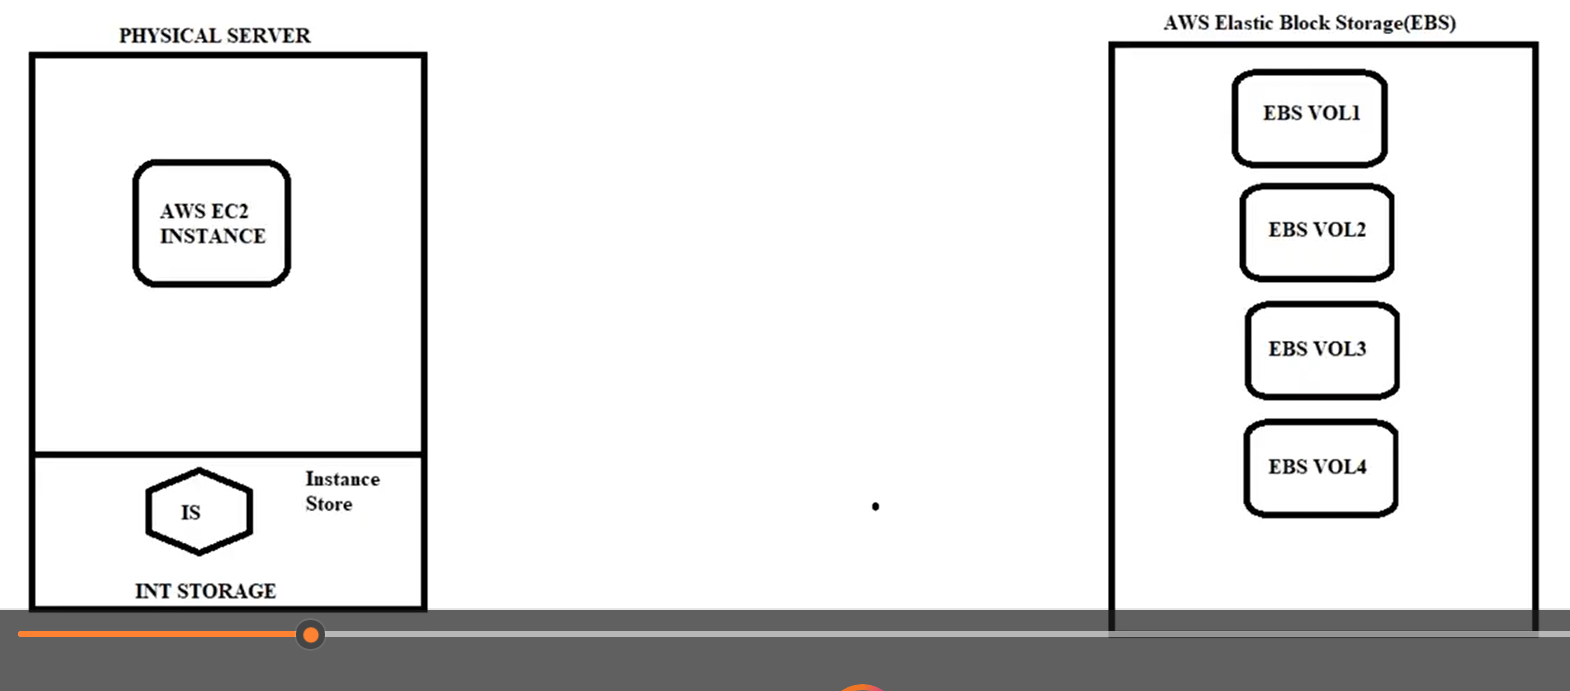 PHYSICAL SERVER
AWS EC2
INSTANCE
IS
Instance
Store
INT STORAGE
AWS Elastic Block Storage(EBS)
EBS VOL1
EBS VOL2
EBS VOL3
EBS VOL4